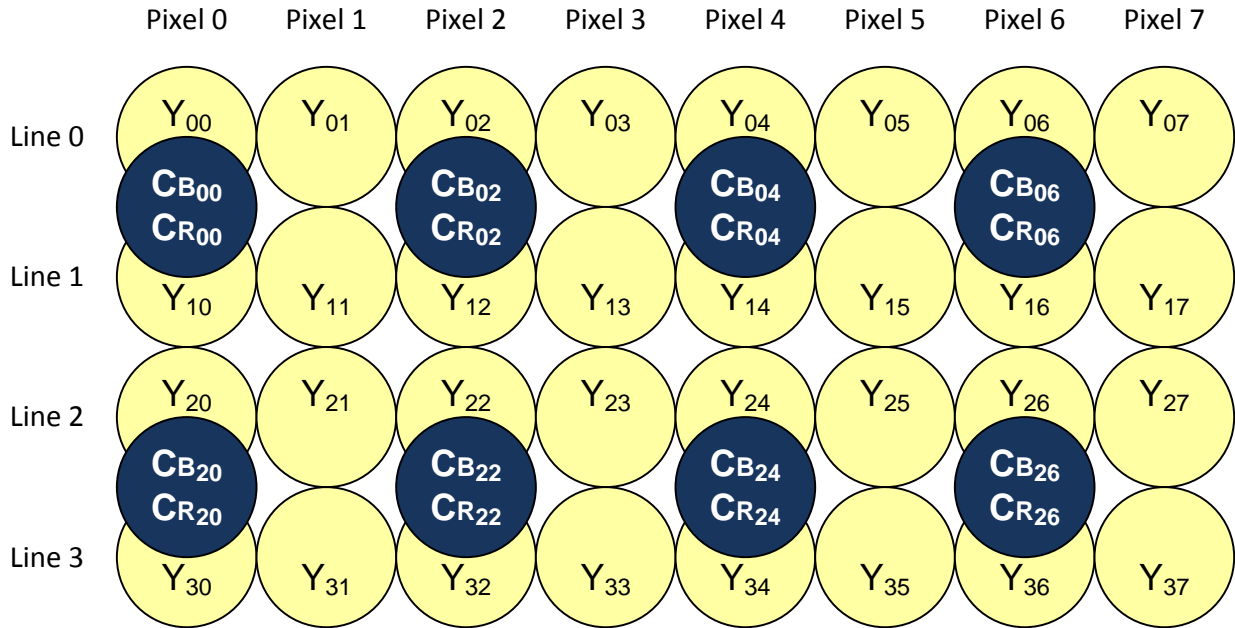 Pixel 0 Pixel 1 Pixel 2 Pixel 3 Pixel 4 Pixel 5 Pixel 6 Pixel 7
Line 0 Y00 Y01 Y02 Y03 Y04 Y05 Y06 Y07
CB00 CB02 CB04 CB06
CR00 CR02 CR04 CR06
Line 1 Y10 Y11 Y12 Y13 Y14 Y15 Y16 Y17
Line 2 Y20 Y21 Y22 Y23 Y24 Y25 Y26 Y27
CB20 CB22 CB24 CB26
CR20 CR22 CR24 CR26
Line 3 Y30 Y31 Y32 Y33 Y34 Y35 Y36 Y37